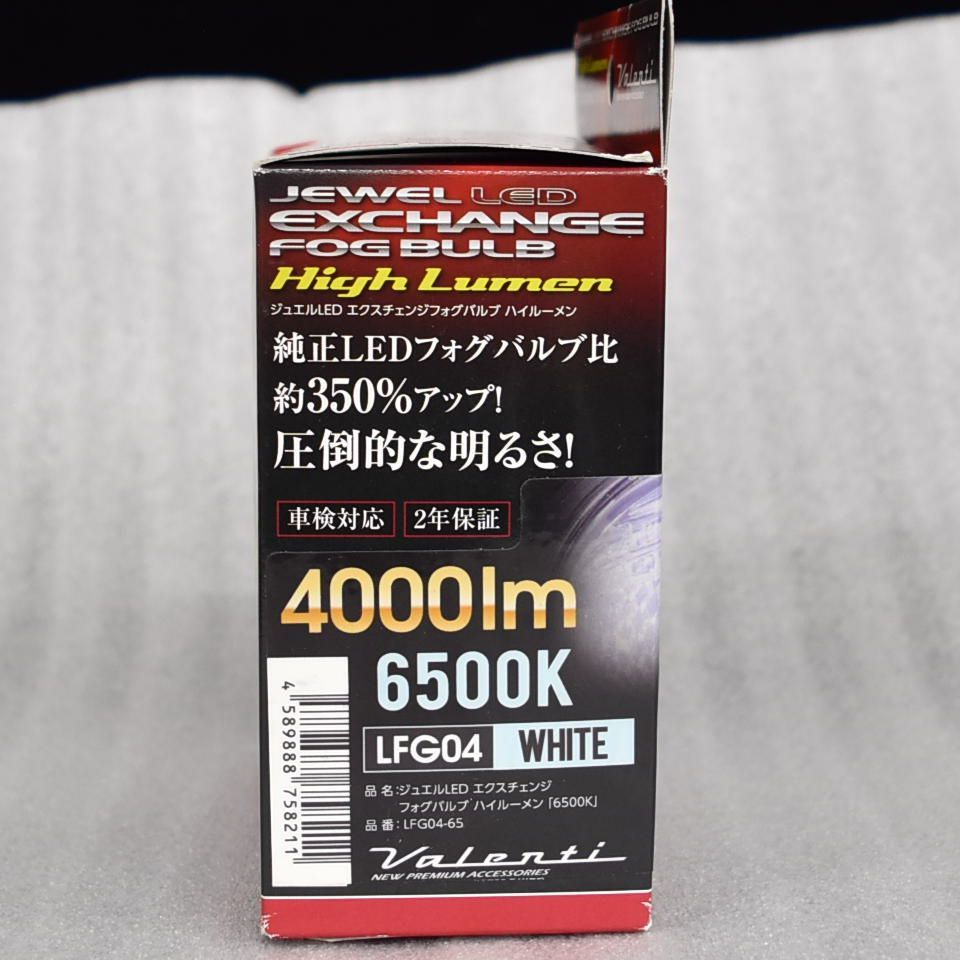 High Lumen
Valenti
JEWEL LED
EXCHANGE
FOG BULB
High Lumen
ジュエルLED エクスチェンジフォグバルブ ハイルーメン
純正LEDフォグバルブ比
約350%アップ!
圧倒的な明るさ!
車検対応 2年保証
4000lm
6500K
LFG04 WHITE
品 名:ジュエルLED エクスチェンジ
フォグバルブ ハイルーメン「6500K」
品 番:LFG04-65
4 589888 758211
Valenti
NEW PREMIUM ACCESSORIES